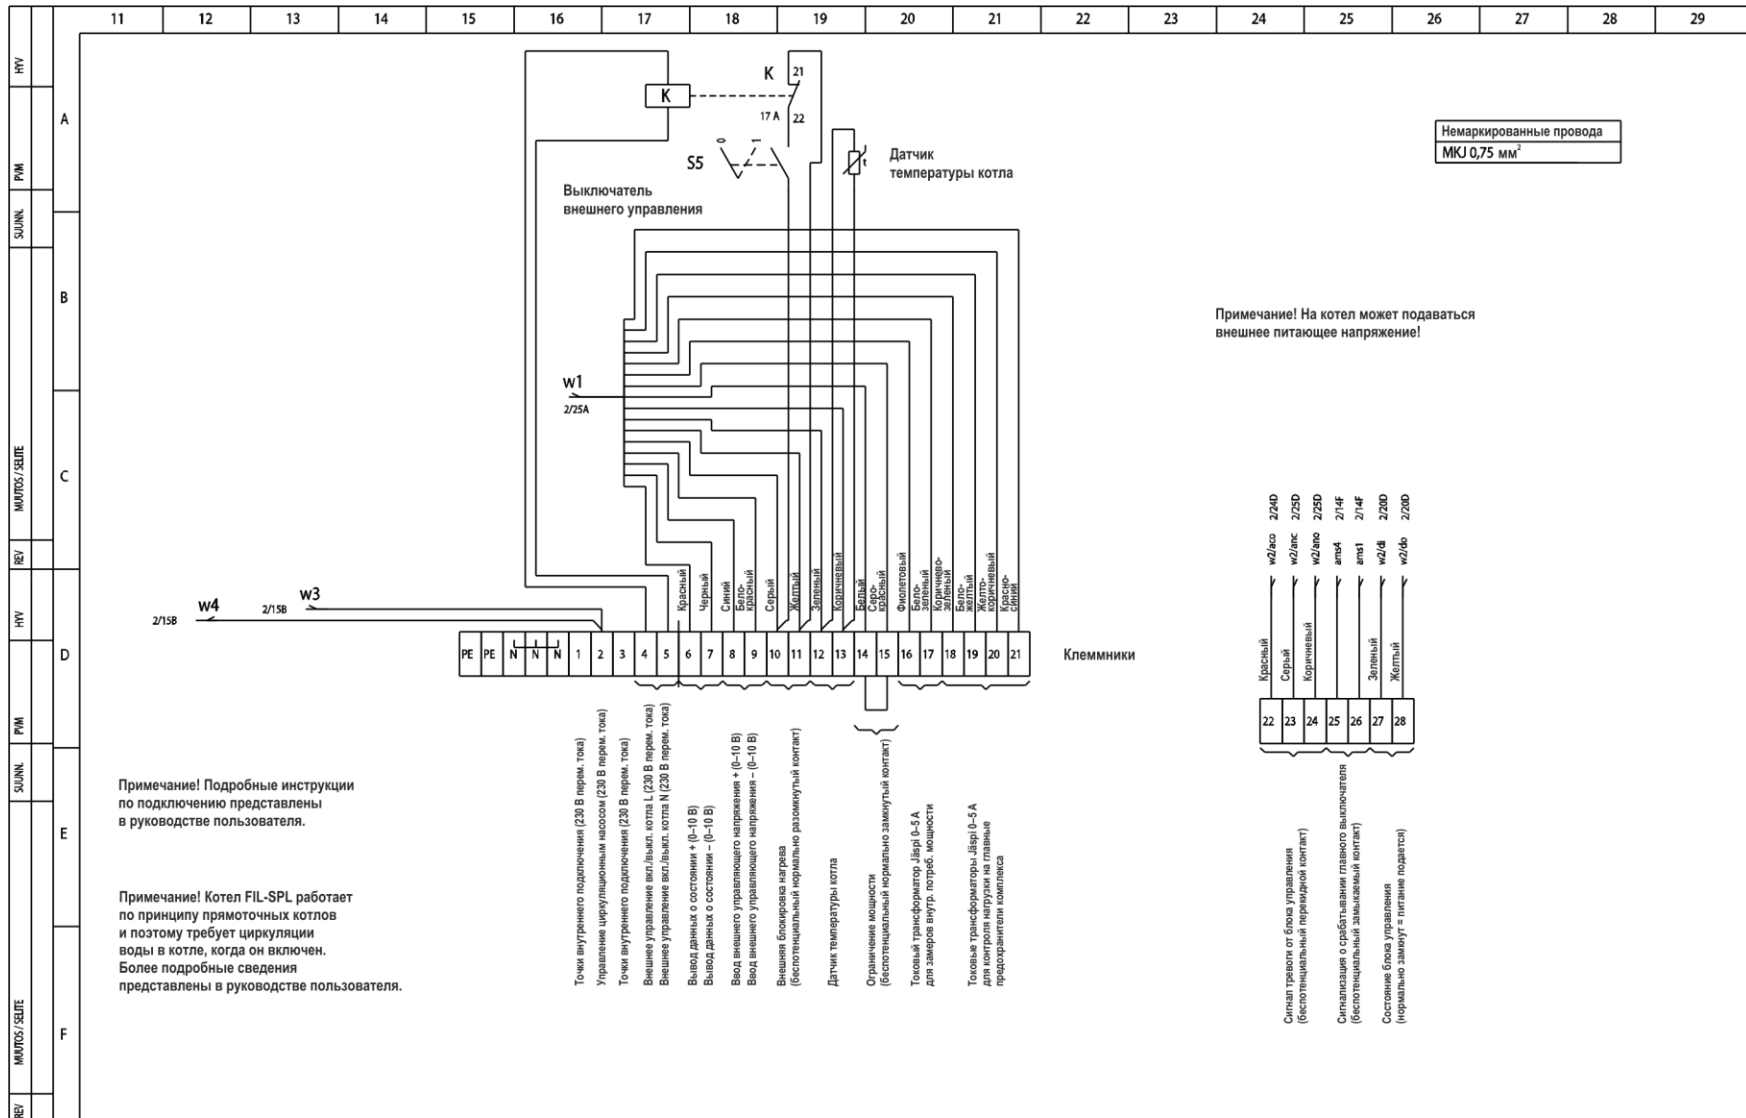 11 12 13 14 15 16 17 18 19 20 21 22 23 24 25 26 27 28 29
HYV
PVM
SUUNN.
MUUTOS / SELITE
REV
HYV
PVM
SUUNN.
MUUTOS / SELITE
REV
A
B
C
D
E
F
K
K
21
17 A
22
S5
0
1
t
Датчик
температуры котла
Выключатель
внешнего управления
Немаркированные провода
MKJ 0,75 мм²
Примечание! На котел может подаваться
внешнее питающее напряжение!
w1
2/25A
w3
2/15B
w4
2/15B
Красный
Черный
Синий
Бело-
красный
Серый
Желтый
Зеленый
Коричневый
Белый
Серо-
красный
Фиолетовый
Бело-
зеленый
Коричнево-
зеленый
Бело-
желтый
Желто-
коричневый
Красно-
синий
PE PE N N N 1 2 3 4 5 6 7 8 9 10 11 12 13 14 15 16 17 18 19 20 21
Клеммники
Точки внутреннего подключения (230 В перем. тока)
Управление циркуляционным насосом (230 В перем. тока)
Точки внутреннего подключения (230 В перем. тока)
Внешнее управление вкл./выкл. котла L (230 В перем. тока)
Внешнее управление вкл./выкл. котла N (230 В перем. тока)
Вывод данных о состоянии + (0–10 В)
Вывод данных о состоянии – (0–10 В)
Ввод внешнего управляющего напряжения + (0–10 В)
Ввод внешнего управляющего напряжения – (0–10 В)
Внешняя блокировка нагрева
(беспотенциальный нормально разомкнутый контакт)
Датчик температуры котла
Ограничение мощности
(беспотенциальный нормально замкнутый контакт)
Токовый трансформатор Jäspi 0–5 А
для замеров внутр. потреб. мощности
Токовые трансформаторы Jäspi 0–5 А
для контроля нагрузки на главные
предохранители комплекса
w2/aco 2/24D
w2/anc 2/25D
w2/ano 2/25D
ams4 2/14F
ams1 2/14F
w2/di 2/20D
w2/do 2/20D
Красный
Серый
Коричневый
Зеленый
Желтый
22 23 24 25 26 27 28
Сигнал тревоги от блока управления
(беспотенциальный перекидной контакт)
Сигнализация о срабатывании главного выключателя
(беспотенциальный замыкаемый контакт)
Состояние блока управления
(нормально замкнут = питание подается)
Примечание! Подробные инструкции
по подключению представлены
в руководстве пользователя.
Примечание! Котел FIL-SPL работает
по принципу прямоточных котлов
и поэтому требует циркуляции
воды в котле, когда он включен.
Более подробные сведения
представлены в руководстве пользователя.